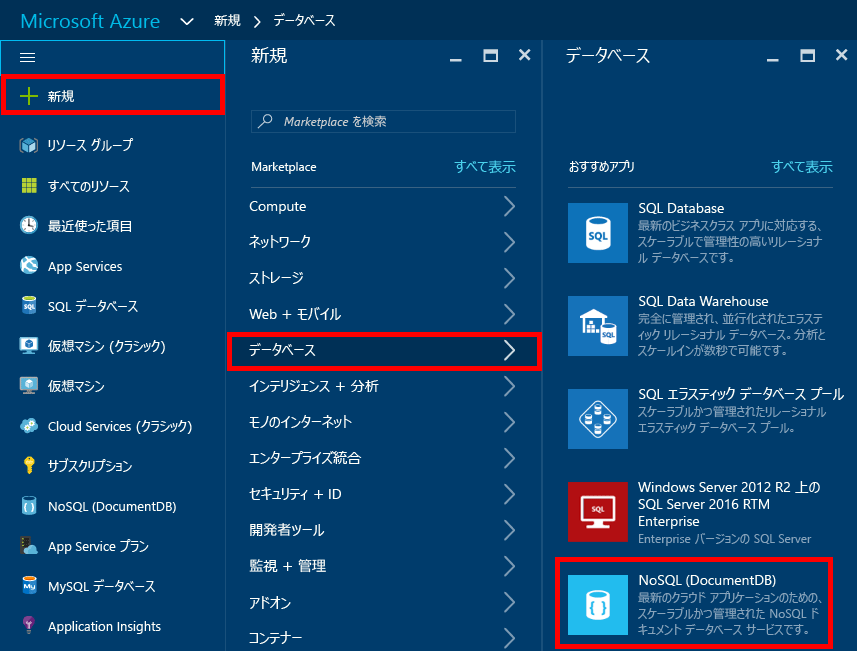 Microsoft Azure 新規 データベース
新規
リソース グループ
すべてのリソース
最近使った項目
App Services
SQL データベース
仮想マシン (クラシック)
仮想マシン
Cloud Services (クラシック)
サブスクリプション
NoSQL (DocumentDB)
App Service プラン
MySQL データベース
Application Insights
新規
Marketplace を検索
Marketplace すべて表示
Compute
ネットワーク
ストレージ
Web + モバイル
データベース
インテリジェンス + 分析
モノのインターネット
エンタープライズ統合
セキュリティ + ID
開発者ツール
監視 + 管理
アドオン
コンテナー
データベース
おすすめアプリ すべて表示
SQL
SQL Database
最新のビジネスクラス アプリに対応する、
スケーラブルで管理性の高いリレーショナ
ル データベースです。
SQL
SQL Data Warehouse
完全に管理され、並行化されたエラステ
ィック リレーショナル データベース。分析と
スケールインが数秒で可能です。
SQL エラスティック データベース プール
スケーラブルかつ管理されたリレーショナル
エラスティック データベース プール。
SQL
Windows Server 2012 R2 上の
SQL Server 2016 RTM
Enterprise
Enterprise バージョンの SQL Server
NoSQL (DocumentDB)
最新のクラウド アプリケーションのための、
スケーラブルかつ管理された NoSQL ド
キュメント データベース サービスです。